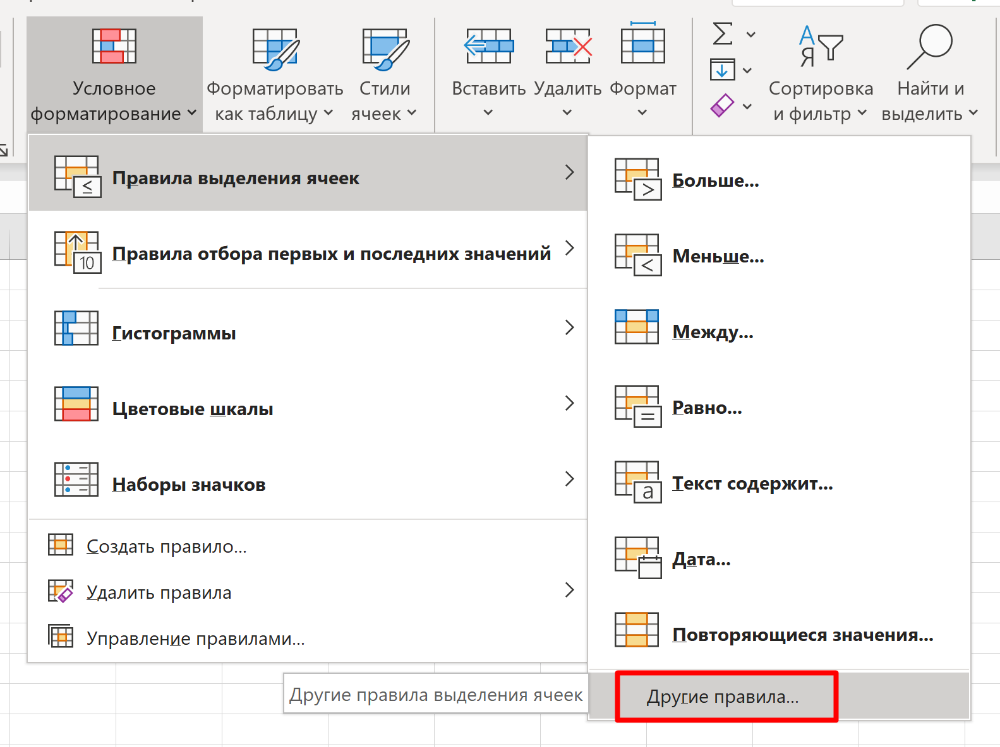 Условное форматирование
Форматировать как таблицу
Стили ячеек
Вставить
Удалить
Формат
А
Я
Сортировка и фильтр
Найти и выделить
≤
Правила выделения ячеек
10
Правила отбора первых и последних значений
Гистограммы
Цветовые шкалы
Наборы значков
Создать правило...
Удалить правила
Управление правилами...
>
Больше...
<
Меньше...
Между...
=
Равно...
a
Текст содержит...
Дата...
Повторяющиеся значения...
Другие правила...
Другие правила выделения ячеек